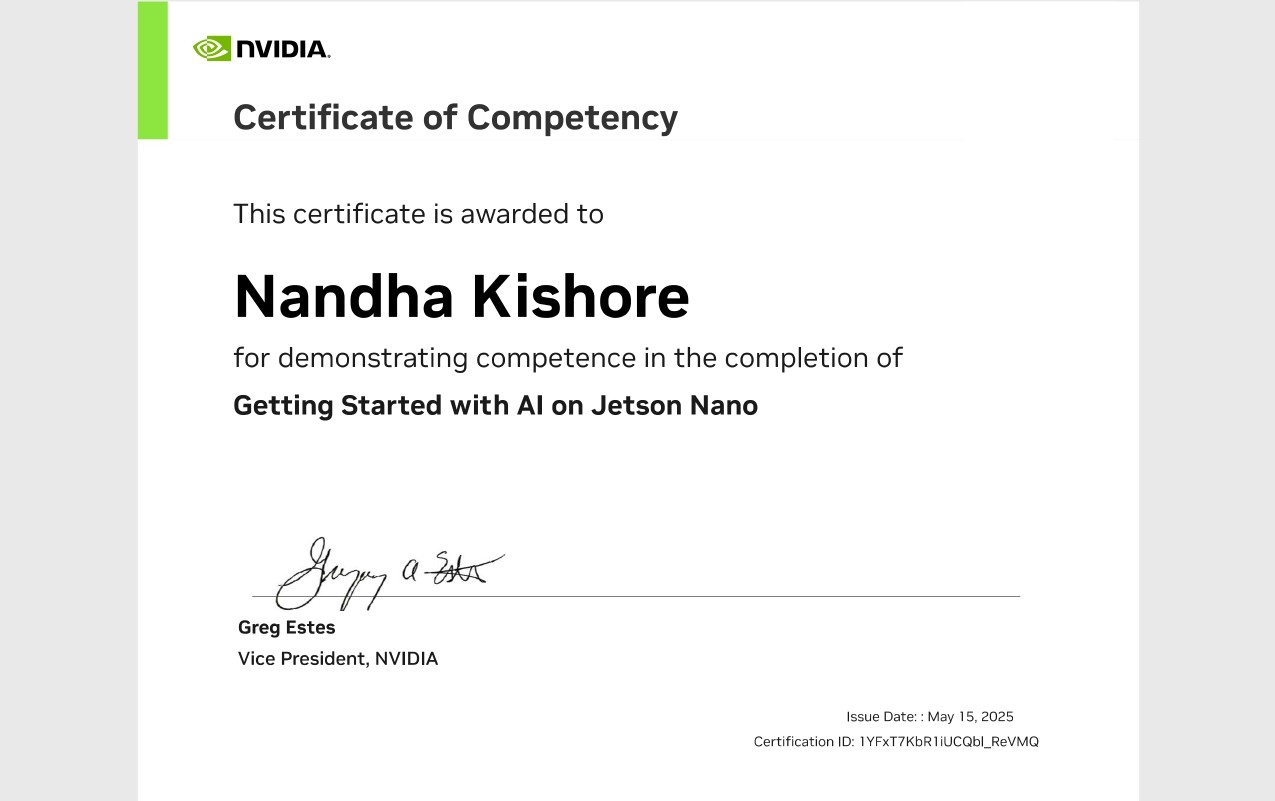 NVIDIA.
Certificate of Competency
This certificate is awarded to
Nandha Kishore
for demonstrating competence in the completion of
Getting Started with AI on Jetson Nano
Gregory A Estes
Greg Estes
Vice President, NVIDIA
Issue Date: : May 15, 2025
Certification ID: 1YFxT7KbR1iUCQbl_ReVMQ